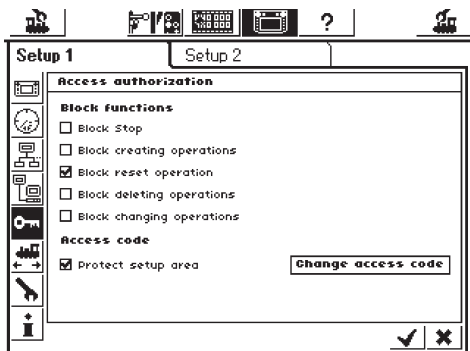 ?
Setup 1
Setup 2
Access authorization
Block functions
Block Stop
Block creating operations
Block reset operation
Block deleting operations
Block changing operations
Access code
Protect setup area
Change access code
i